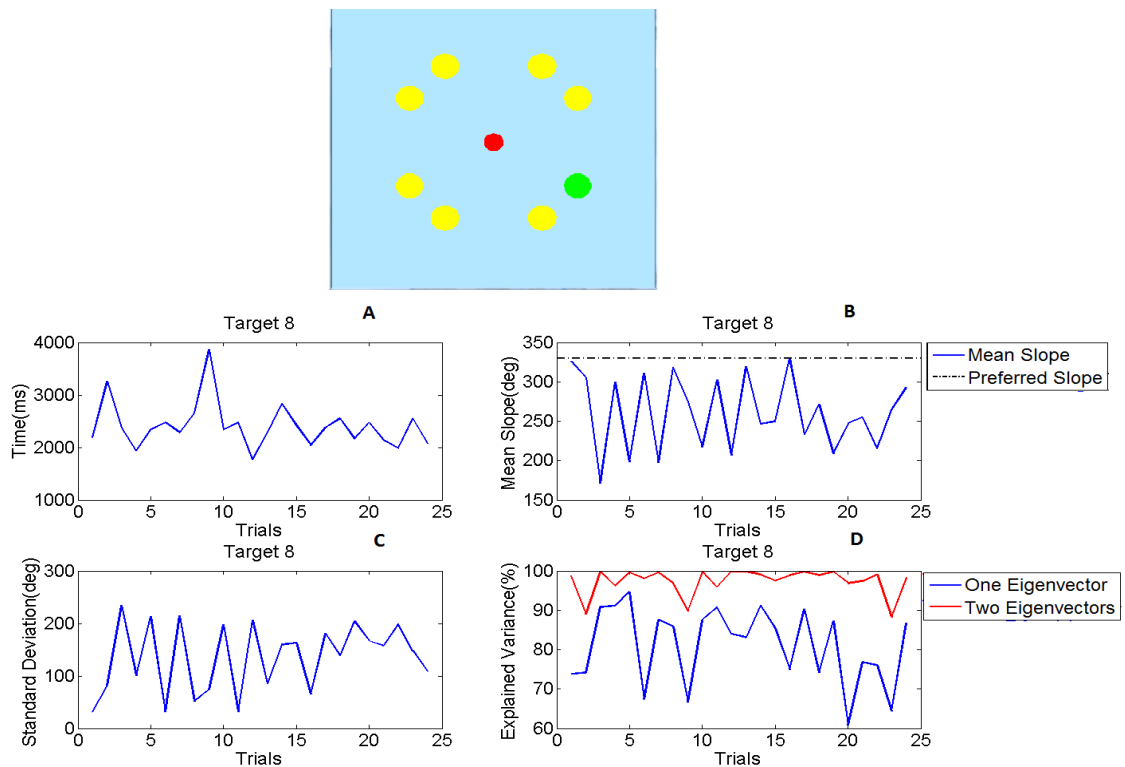 A
Target 8
Time(ms)
4000
3000
2000
1000
0 5 10 15 20 25
Trials
B
Target 8
Mean Slope(deg)
350
300
250
200
150
0 5 10 15 20 25
Trials
Mean Slope
Preferred Slope
C
Target 8
Standard Deviation(deg)
300
200
100
0
0 5 10 15 20 25
Trials
D
Target 8
Explained Variance(%)
100
90
80
70
60
0 5 10 15 20 25
Trials
One Eigenvector
Two Eigenvectors